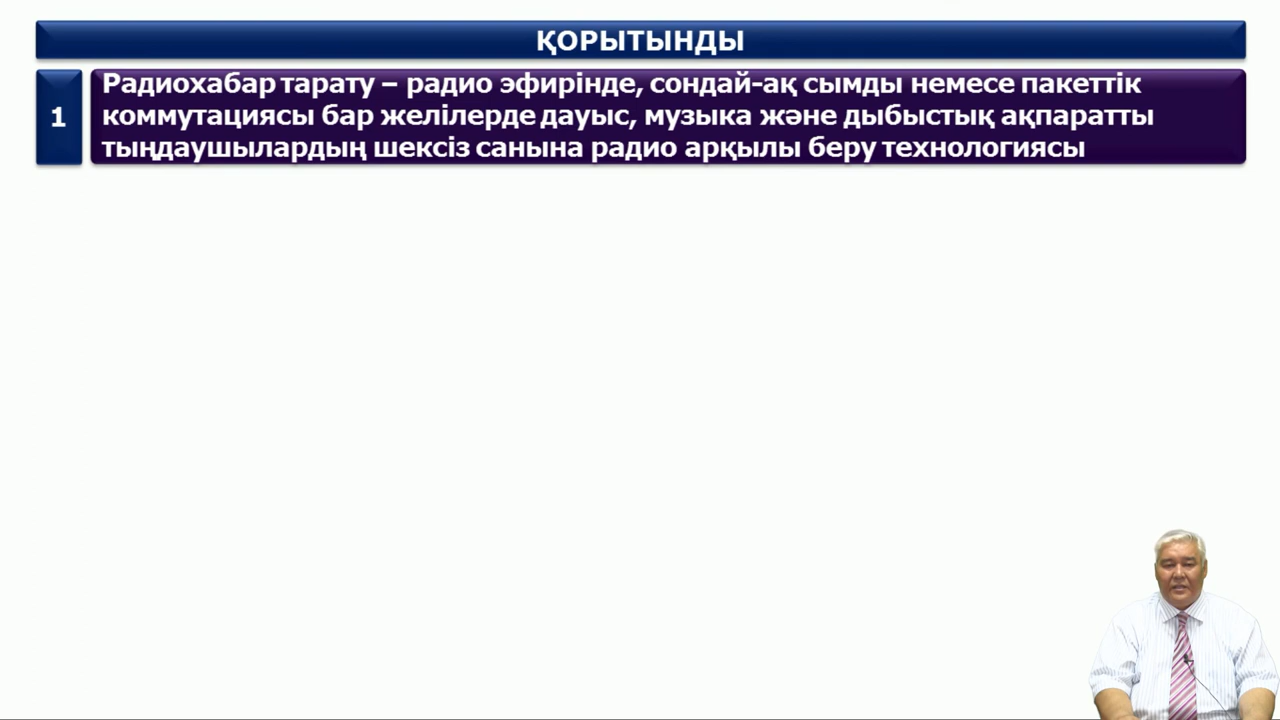 ҚОРЫТЫНДЫ
1
Радиохабар тарату – радио эфирінде, сондай-ақ сымды немесе пакеттік
коммутациясы бар желілерде дауыс, музыка және дыбыстық ақпаратты
тыңдаушылардың шексіз санына радио арқылы беру технологиясы